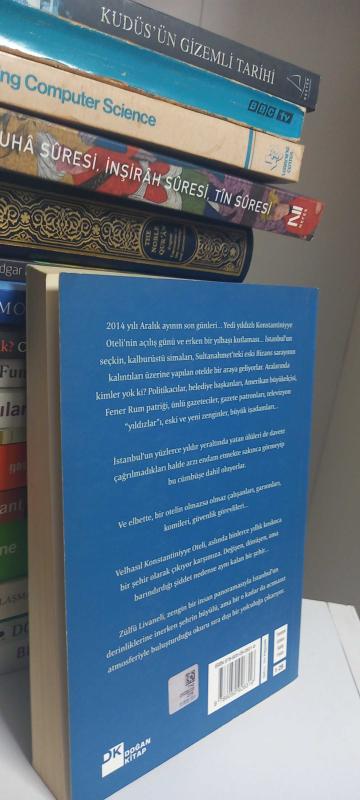 KUDÜS'ÜN GİZEMLİ TARİHİ
BBC TV
ng Computer Science
UHÂ SÛRESİ, İNŞİRÂH SÛRESİ, TÎN SÛRESİ
THE NOBLE QUR'AN
dgar
2014 yılı Aralık ayının son günleri... Yedi yıldızlı Konstantiniyye
Oteli'nin açılış günü ve erken bir yılbaşı kutlaması... İstanbul'un
seçkin, kalburüstü simaları, Sultanahmet'teki eski Bizans sarayının
kalıntıları üzerine yapılan otelde bir araya geliyorlar. Aralarında
kimler yok ki? Politikacılar, belediye başkanları, Amerikan büyükelçisi,
Fener Rum patriği, ünlü gazeteciler, gazete patronları, televizyon
"yıldızlar"ı, eski ve yeni zenginler, büyük işadamları...
İstanbul'un yüzlerce yıldır yeraltında yatan ölüleri de davete
çağrılmadıkları halde arzı endam etmekte sakınca görmeyip
bu cümbüşe dahil oluyorlar.
Ve elbette, bir otelin olmazsa olmaz çalışanları, garsonları,
komileri, güvenlik görevlileri...
Velhasıl Konstantiniyye Oteli, aslında binlerce yıllık koskoca
bir şehir olarak çıkıyor karşımıza. Değişen, dönüşen, ama
barındırdığı şiddet nedense aynı kalan bir şehir...
Zülfü Livaneli, zengin bir insan panoramasıyla İstanbul'un
derinliklerine inerken şehrin büyülü, ama bir o kadar da acımasız
atmosferiyle buluşturduğu okuru sıra dışı bir yolculuğa çıkarıyor.
DK
DOĞAN
KİTAP